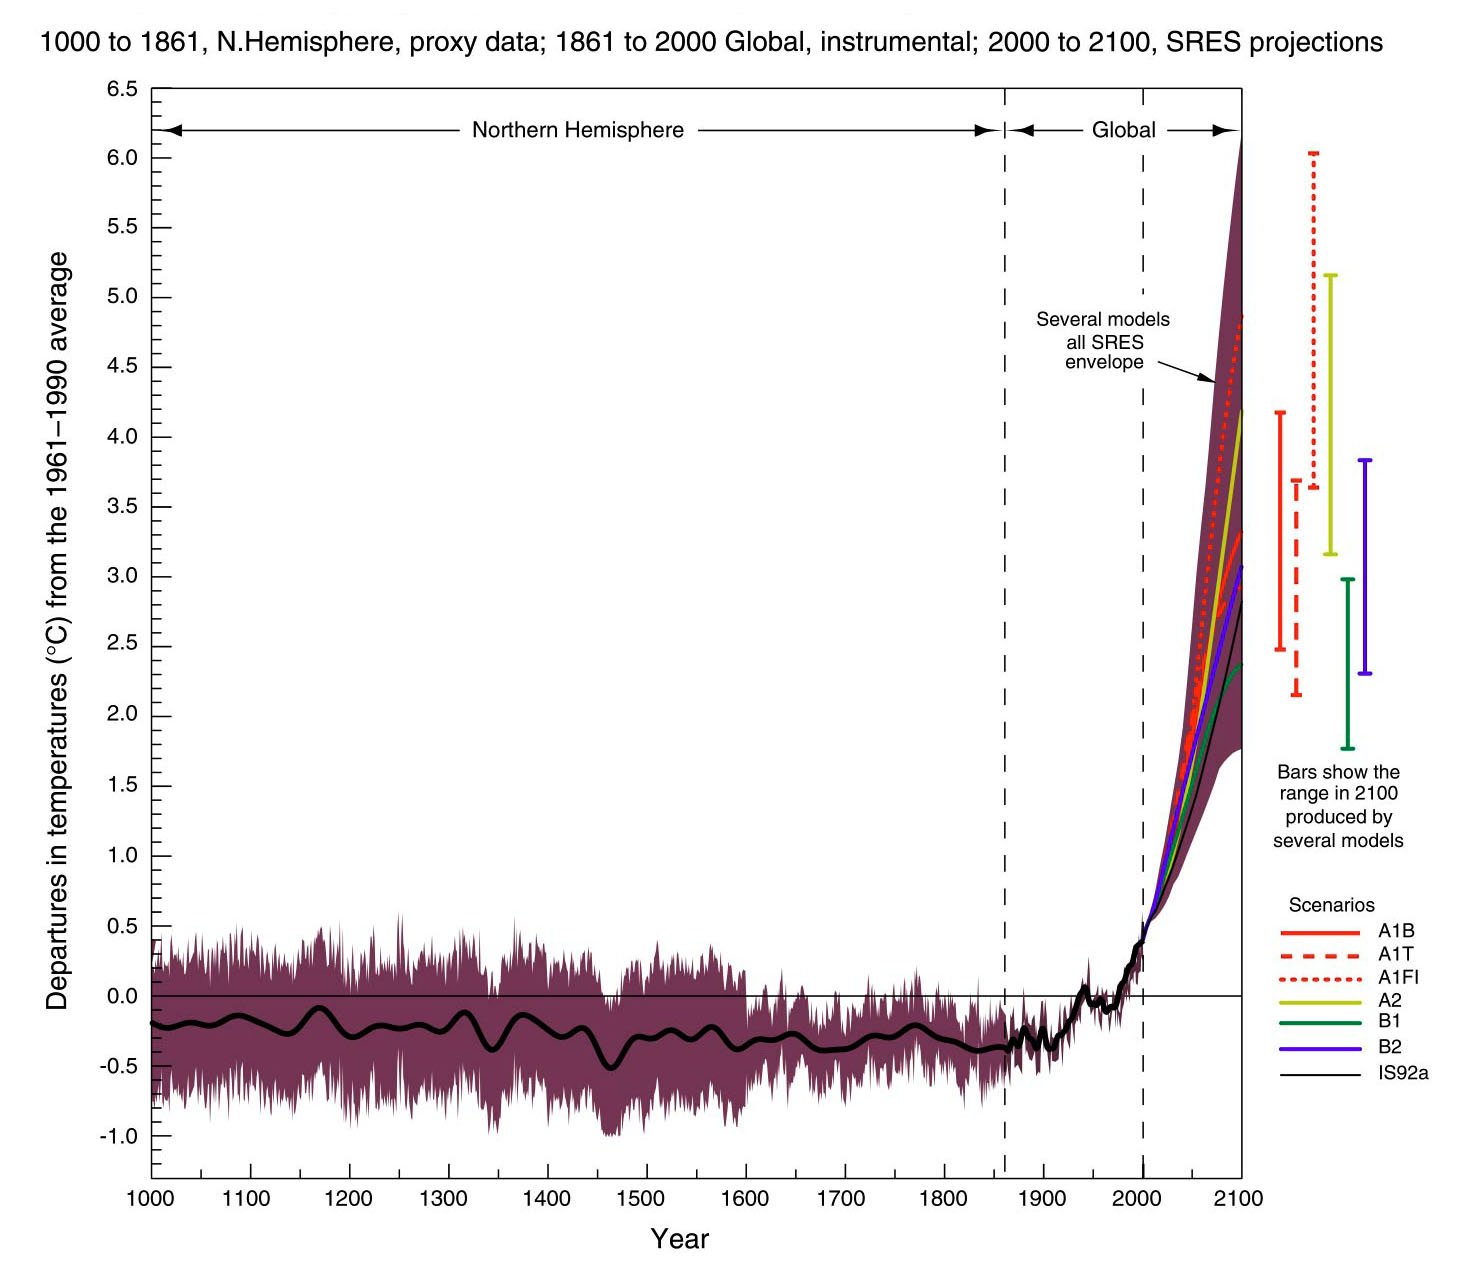 1000 to 1861, N.Hemisphere, proxy data; 1861 to 2000 Global, instrumental; 2000 to 2100, SRES projections
Departures in temperatures (°C) from the 1961–1990 average
6.5
6.0
5.5
5.0
4.5
4.0
3.5
3.0
2.5
2.0
1.5
1.0
0.5
0.0
-0.5
-1.0
Northern Hemisphere
Global
Several models
all SRES
envelope
Bars show the
range in 2100
produced by
several models
Scenarios
A1B
A1T
A1FI
A2
B1
B2
IS92a
1000 1100 1200 1300 1400 1500 1600 1700 1800 1900 2000 2100
Year